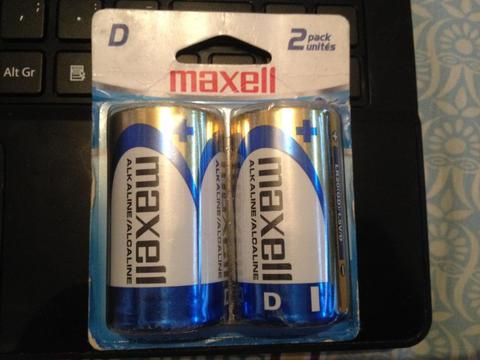 Alt Gr
D
2 pack
unités
maxell
+
maxell
ALKALINE/ALCALINE
+
maxell
ALKALINE/ALCALINE
D